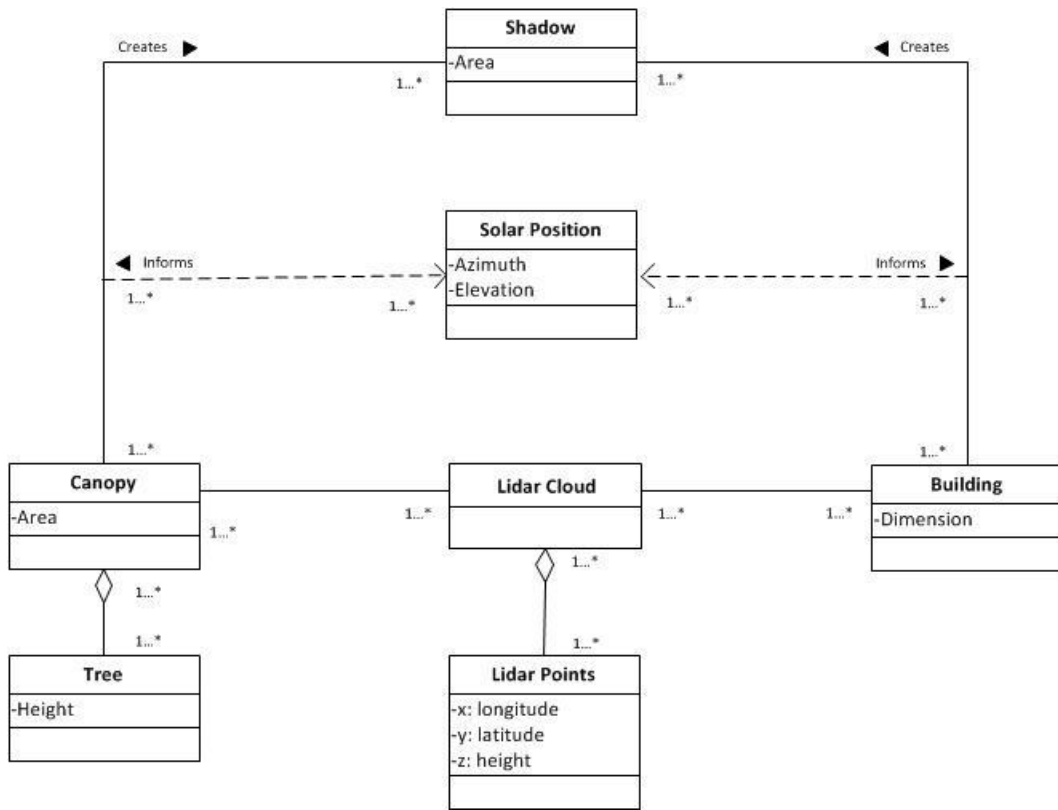 Shadow
Creates
Creates
-Area
1...*
1...*
Solar Position
Informs
-Azimuth
Informs
1...*
-Elevation
1...*
1...*
1...*
1...*
1...*
Canopy
Lidar Cloud
Building
-Area
1...*
1...*
1...*
1...*
-Dimension
1...*
1...*
1...*
1...*
Tree
Lidar Points
-Height
-x: longitude
-y: latitude
-z: height